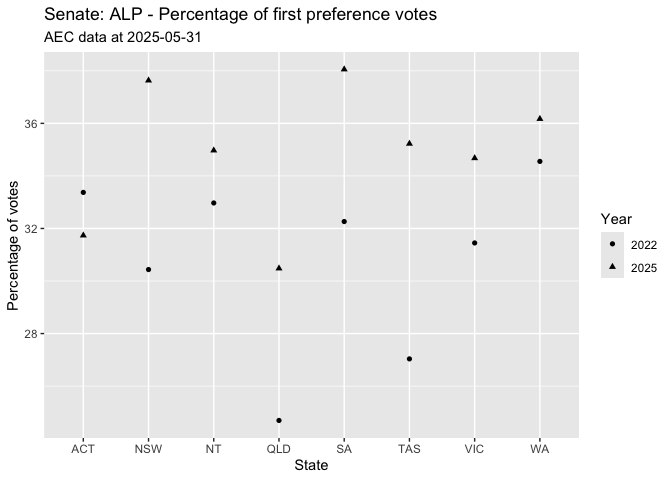 Senate: ALP - Percentage of first preference votes
AEC data at 2025-05-31
Percentage of votes
36
32
28
ACT NSW NT QLD SA TAS VIC WA
State
Year
2022
2025